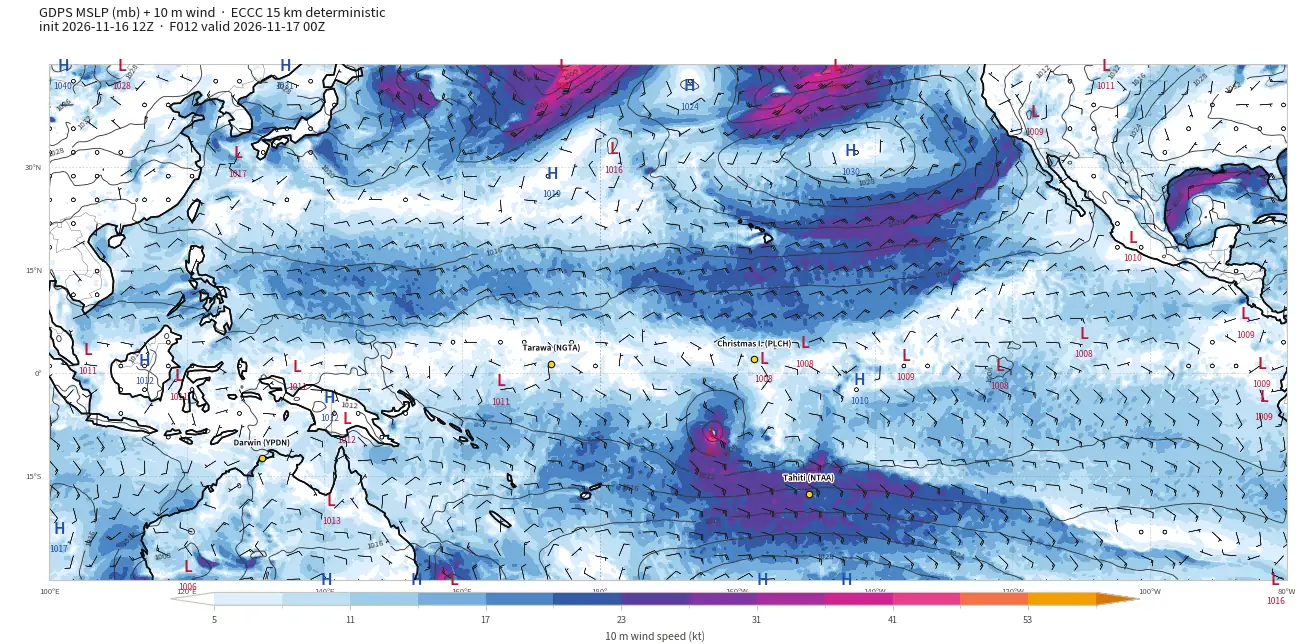 GDPS MSLP (mb) + 10 m wind · ECCC 15 km deterministic
init 2026-11-16 12Z · F012 valid 2026-11-17 00Z
H L H L H L L
1040 1028 1031 1024 1011
L
1009
L L H
1017 1016 1030
H
1019
30°N
L
1010
15°N
L
1009
L
1008
Tarawa (NGTA)
Christmas I. (PLCH)
L H L L L L L
1011 1012 1008 1008 1009 1008 1009
0°
L L L H
1011 1011 1010
H L L
1012 1012 1009
Darwin (YPDN)
15°S
Tahiti (NTAA)
L
1013
H
1017
L
1006
H H L H H L
1016
100°E 120°E 160°E 180° 160°W 140°W 120°W 100°W 80°W
5 11 17 23 31 41 53
10 m wind speed (kt)